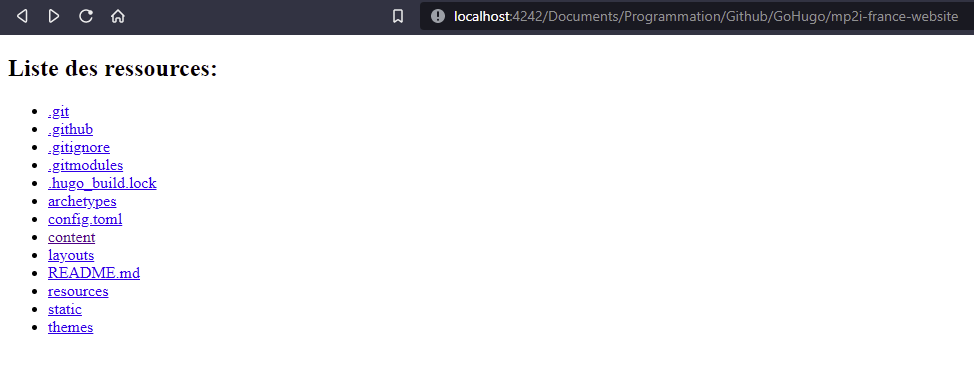 localhost:4242/Documents/Programmation/Github/GoHugo/mp2i-france-website
Liste des ressources:
.git
.github
.gitignore
.gitmodules
.hugo_build.lock
archetypes
config.toml
content
layouts
README.md
resources
static
themes